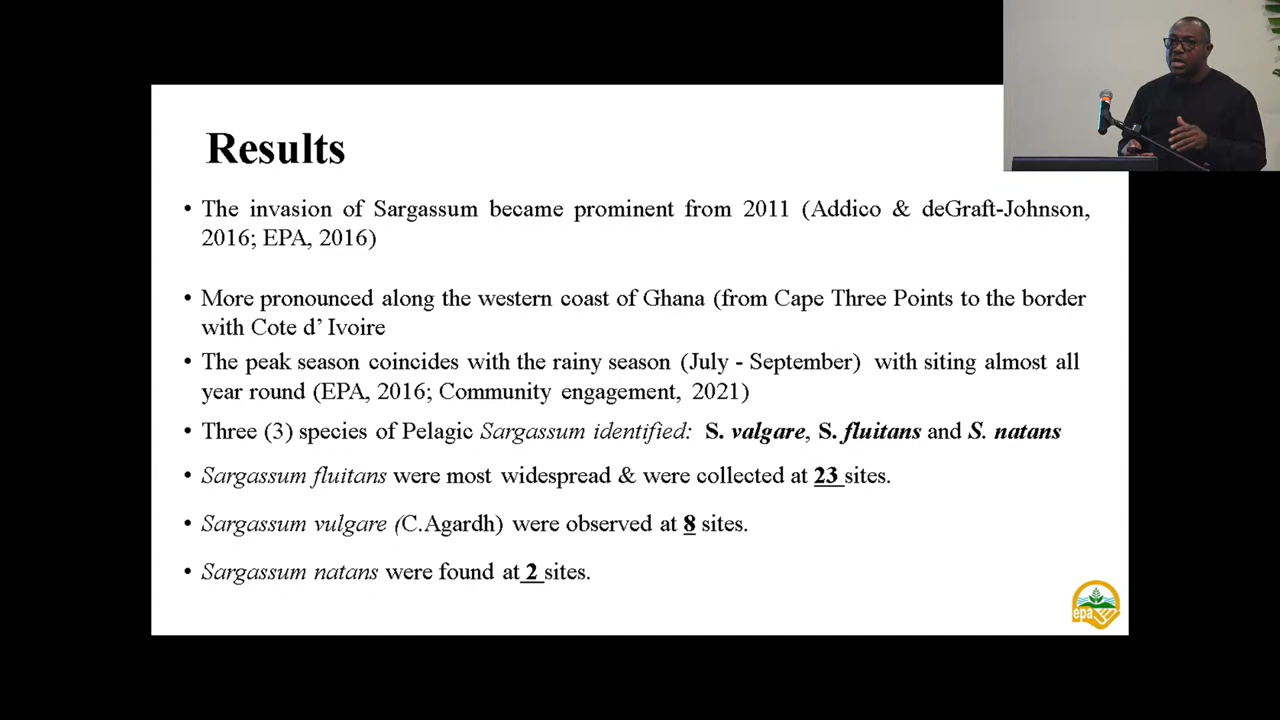 Results
• The invasion of Sargassum became prominent from 2011 (Addico & deGraft-Johnson,
2016; EPA, 2016)
• More pronounced along the western coast of Ghana (from Cape Three Points to the border
with Cote d' Ivoire
• The peak season coincides with the rainy season (July - September) with siting almost all
year round (EPA, 2016; Community engagement, 2021)
• Three (3) species of Pelagic Sargassum identified: S. valgare, S. fluitans and S. natans
• Sargassum fluitans were most widespread & were collected at 23 sites.
• Sargassum vulgare (C.Agardh) were observed at 8 sites.
• Sargassum natans were found at 2 sites.
epa